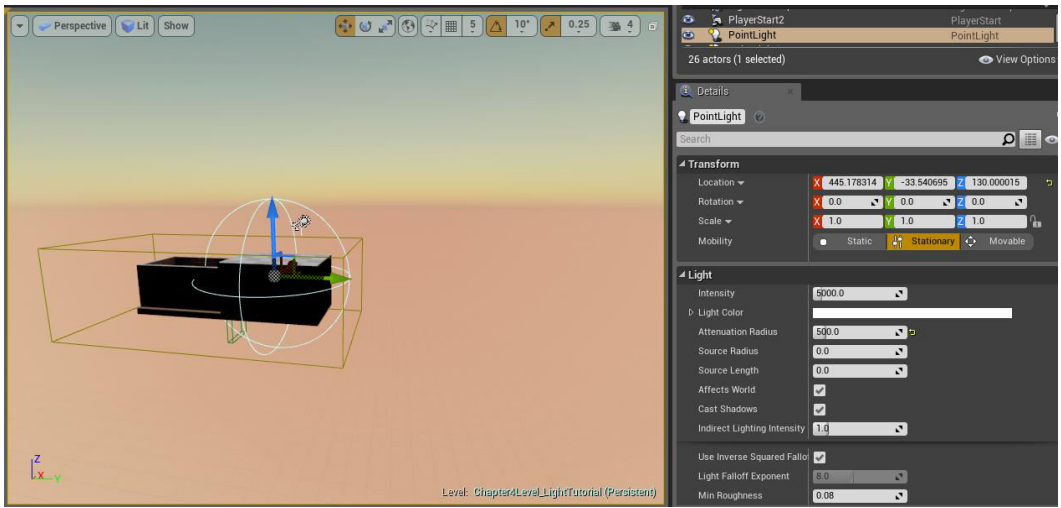 Perspective Lit Show 5 10° 0.25 4
PlayerStart2 PlayerStart
PointLight PointLight
26 actors (1 selected) View Options
Details
PointLight
Search
Transform
Location X 445.178314 Y -33.540695 Z 130.000015
Rotation X 0.0 Y 0.0 Z 0.0
Scale X 1.0 Y 1.0 Z 1.0
Mobility Static Stationary Movable
Light
Intensity 5000.0
Light Color
Attenuation Radius 500.0
Source Radius 0.0
Source Length 0.0
Affects World
Cast Shadows
Indirect Lighting Intensity 1.0
Use Inverse Squared Fallo
Light Falloff Exponent 8.0
Min Roughness 0.08
Z
X Y
Level: Chapter4Level_LightTutorial (Persistent)